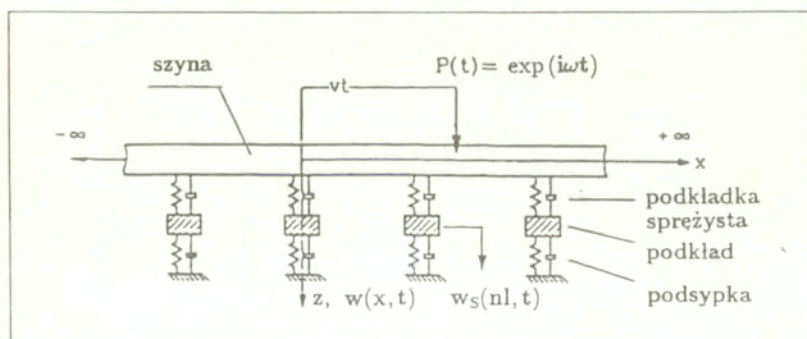 szyna
P(t) = exp(iωt)
vt
- ∞
+ ∞
x
podkładka
sprężysta
podkład
podsypka
z, w(x,t)
w_S(nl,t)